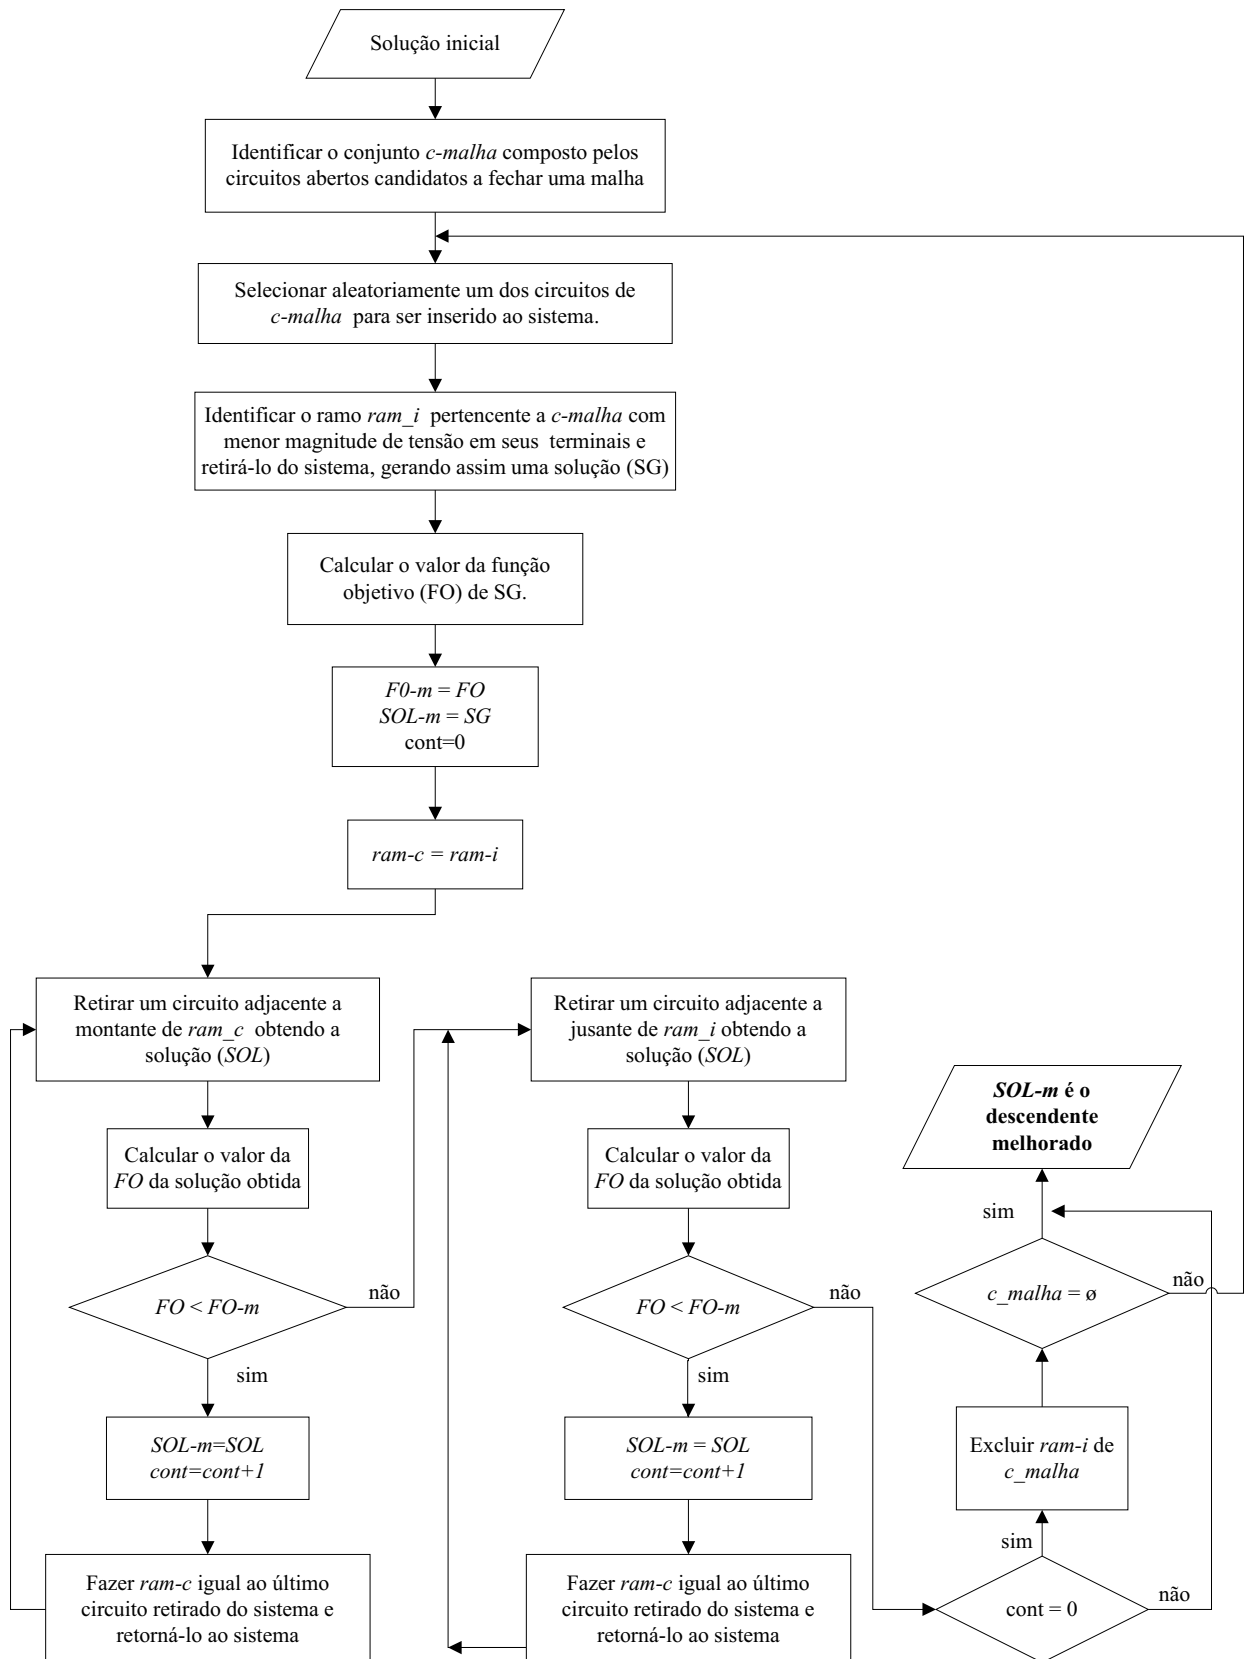 Solução inicial
Identificar o conjunto c-malha composto pelos
circuitos abertos candidatos a fechar uma malha
Selecionar aleatoriamente um dos circuitos de
c-malha para ser inserido ao sistema.
Identificar o ramo ram_i pertencente a c-malha com
menor magnitude de tensão em seus terminais e
retirá-lo do sistema, gerando assim uma solução (SG)
Calcular o valor da função
objetivo (FO) de SG.
F0-m = FO
SOL-m = SG
cont=0
ram-c = ram-i
Retirar um circuito adjacente a
montante de ram_c obtendo a
solução (SOL)
Calcular o valor da
FO da solução obtida
FO < FO-m
não
sim
SOL-m=SOL
cont=cont+1
Fazer ram-c igual ao último
circuito retirado do sistema e
retorná-lo ao sistema
Retirar um circuito adjacente a
jusante de ram_i obtendo a
solução (SOL)
Calcular o valor da
FO da solução obtida
FO < FO-m
não
sim
SOL-m = SOL
cont=cont+1
Fazer ram-c igual ao último
circuito retirado do sistema e
retorná-lo ao sistema
SOL-m é o
descendente
melhorado
sim
c_malha = ø
não
Excluir ram-i de
c_malha
sim
cont = 0
não